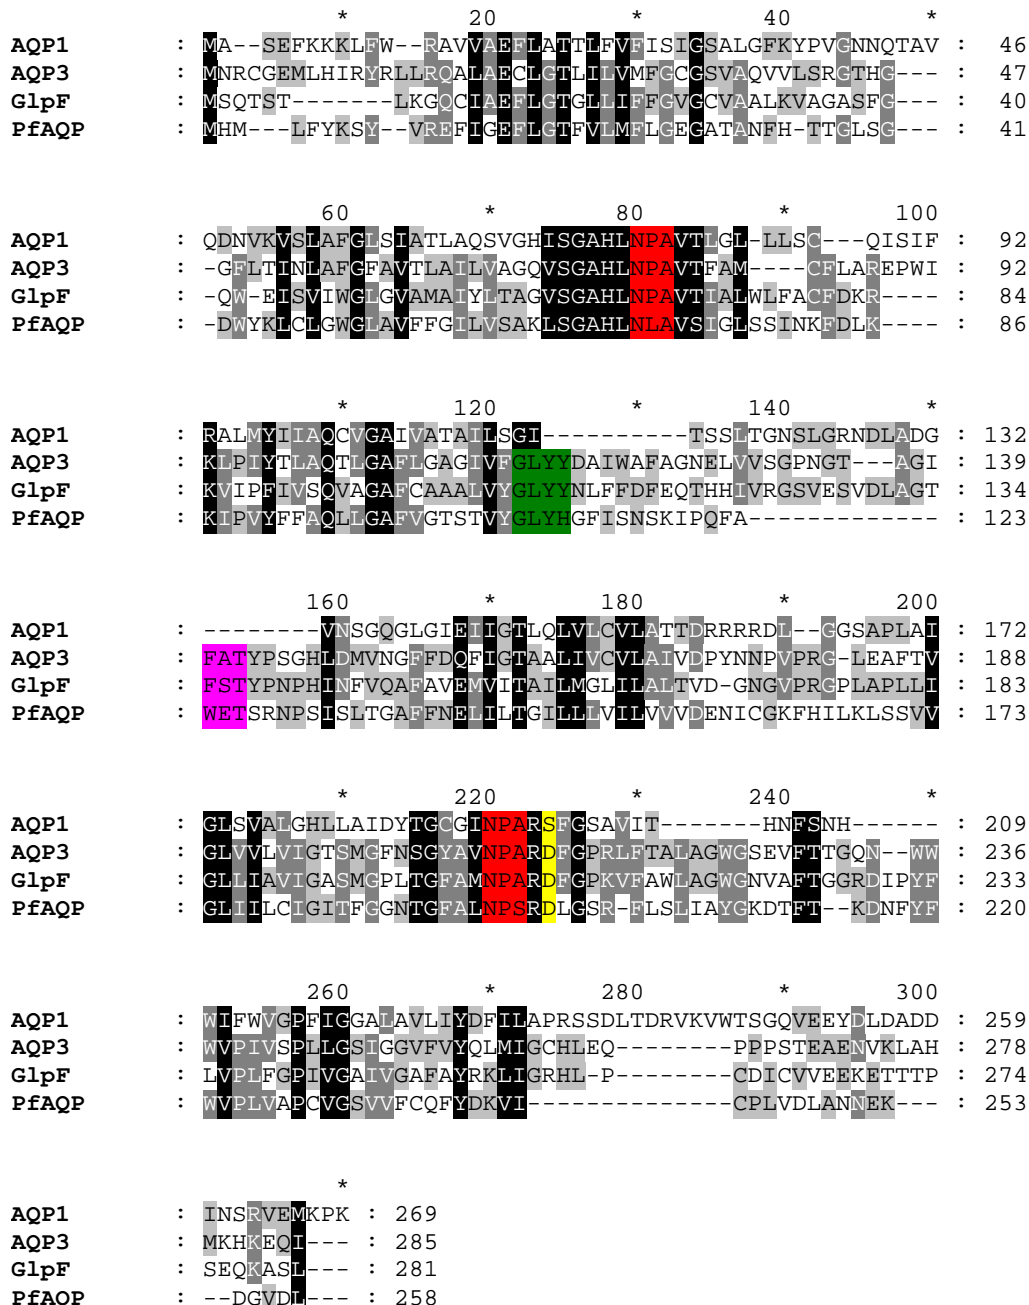 * 20 * 40 *
AQP1 : MA--SEFKKKLFW--RAVVAEFLATTLFVFISIGSALGFKYPVGNNQTAV : 46
AQP3 : MNRCGEMLHIRYRLLRQALAECLGTLILVMFGCGSVAQVVLSRGTHG--- : 47
GlpF : MSQTST-------LKGQCIAEFLGTGLLIFFGVGCVAALKVAGASFG--- : 40
PfAQP : MHM---LFYKSY--VREFIGEFLGTFVLMFLGEGATANFH-TTGLSG--- : 41
60 * 80 * 100
AQP1 : QDNVKVSLAFGLSIATLAQSVGHISGAHLNPAVTLGL-LLSC---QISIF : 92
AQP3 : -GFLTINLAFGFAVTLAILVAGQVSGAHLNPAVTFAM----CFLAREPWI : 92
GlpF : -QW-EISVIWGLGVAMAIYLTAGVSGAHLNPAVTIALWLFACFDKR---- : 84
PfAQP : -DWYKLCLGWGLAVFFGILVSAKLSGAHLNLAVSIGLSSINKFDLK---- : 86
* 120 * 140 *
AQP1 : RALMYIIAQCVGAIVATAILSGI----------TSSLTGNSLGRNDLADG : 132
AQP3 : KLPIYTLAQTLGAFLGAGIVFGLYYDAIWAFAGNELVVSGPNGT---AGI : 139
GlpF : KVIPFIVSQVAGAFCAAALVYGLYYNLFFDFEQTHHIVRGSVESVDLAGT : 134
PfAQP : KIPVYFFAQLLGAFVGTSTVYGLYHGFISNSKIPQFA------------- : 123
160 * 180 * 200
AQP1 : --------VNSGQGLGIEIIGTLQLVLCVLATTDRRRRDL--GGSAPLAI : 172
AQP3 : FATYPSGHLDMVNGFFDQFIGTAALIVCVLAIVDPYNNPVPRG-LEAFTV : 188
GlpF : FSTYPNPHINFVQAFAVEMVITAILMGLILALTVD-GNGVPRGPLAPLLI : 183
PfAQP : WETSRNPSISLTGAFFNELILTGILLLVILVVVDENICGKFHILKLSSVV : 173
* 220 * 240 *
AQP1 : GLSVALGHLLAIDYTGCGINPARSFGSAVIT-------HNFSNH------ : 209
AQP3 : GLVVLVIGTSMGFNSGYAVNPARDFGPRLFTALAGWGSEVFTTGQN--WW : 236
GlpF : GLLIAVIGASMGPLTGFAMNPARDFGPKVFAWLAGWGNVAFTGGRDIPYF : 233
PfAQP : GLIILCIGITFGGNTGFALNPSRDLGSR-FLSLIAYGKDTFT--KDNFYF : 220
260 * 280 * 300
AQP1 : WIFWVGPFIGGALAVLIYDFILAPRSSDLTDRVKVWTSGQVEEYDLDADD : 259
AQP3 : WVPIVSPLLGSIGGVFVYQLMIGCHLEQ--------PPPSTEAENVKLAH : 278
GlpF : LVPLFGPIVGAIVGAFAYRKLIGRHL-P--------CDICVVEEKETTTP : 274
PfAQP : WVPLVAPCVGSVVFCQFYDKVI--------------CPLVDLANNEK--- : 253
*
AQP1 : INSRVEMKPK : 269
AQP3 : MKHKEQI--- : 285
GlpF : SEQKASL--- : 281
PfAQP : --DGVDL--- : 258